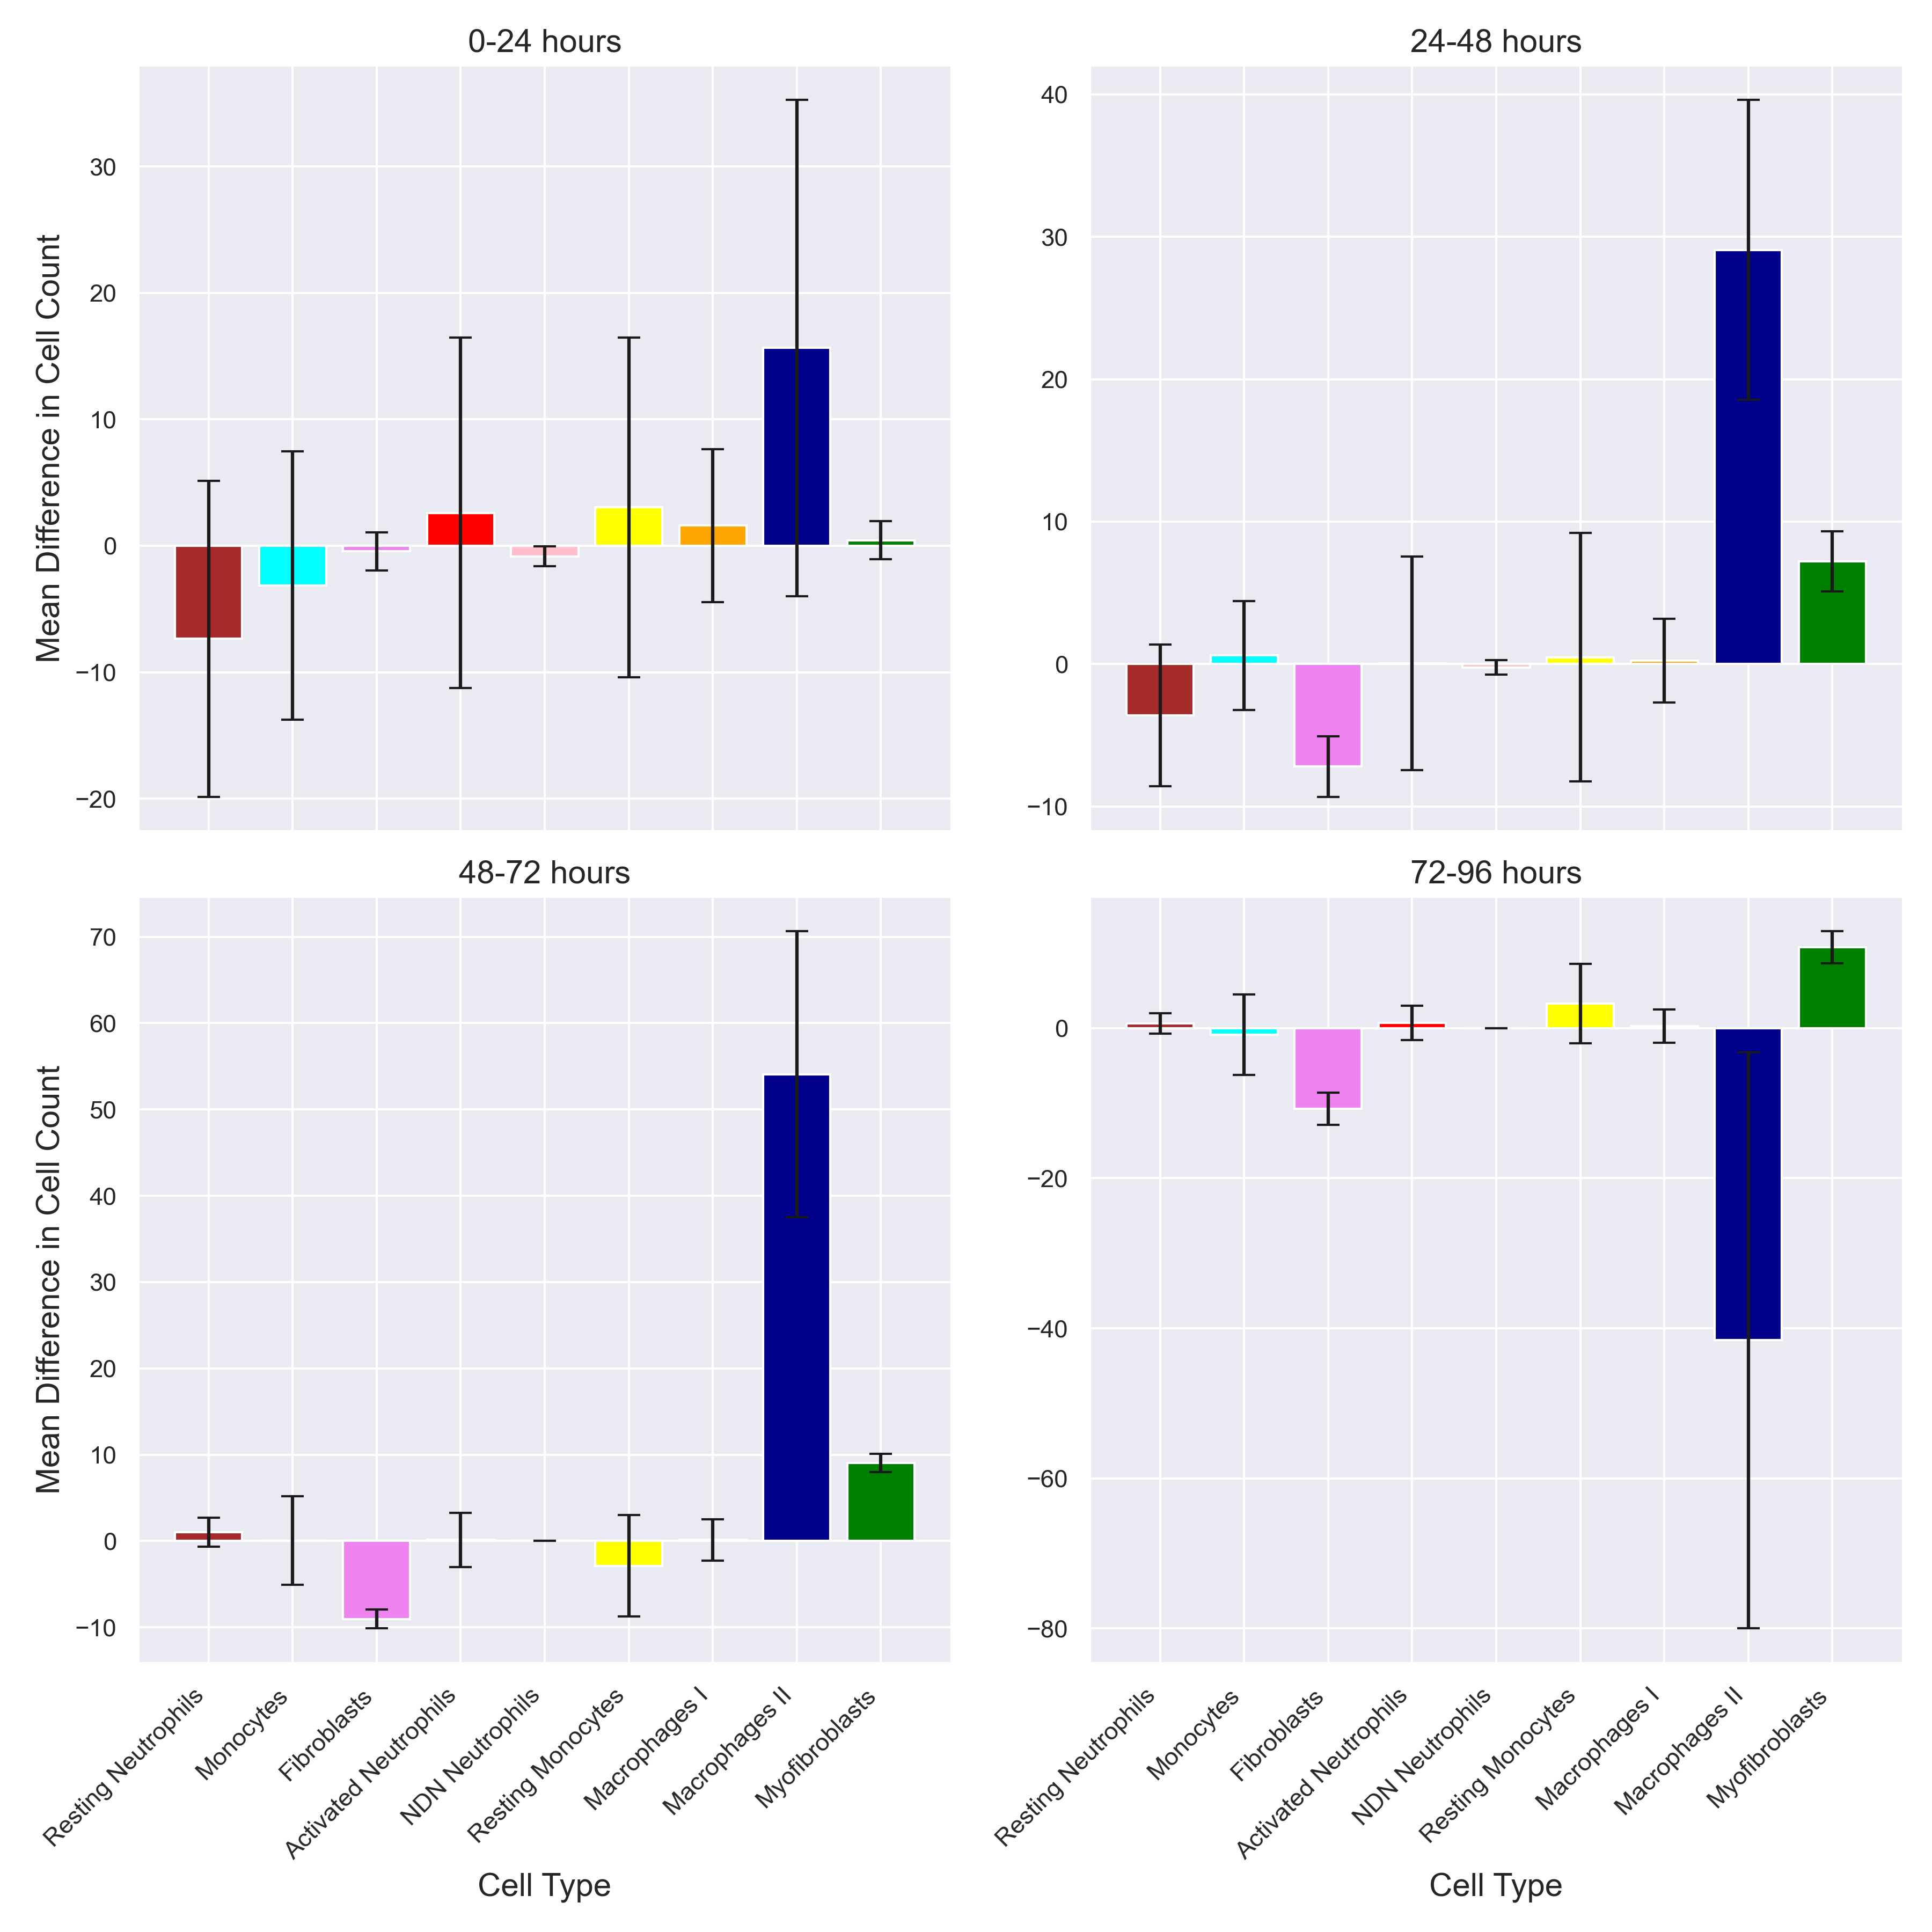 0-24 hours
Mean Difference in Cell Count
30
20
10
0
−10
−20
24-48 hours
40
30
20
10
0
−10
48-72 hours
Mean Difference in Cell Count
70
60
50
40
30
20
10
0
−10
Resting Neutrophils
Monocytes
Fibroblasts
Activated Neutrophils
NDN Neutrophils
Resting Monocytes
Macrophages I
Macrophages II
Myofibroblasts
Cell Type
72-96 hours
0
−20
−40
−60
−80
Resting Neutrophils
Monocytes
Fibroblasts
Activated Neutrophils
NDN Neutrophils
Resting Monocytes
Macrophages I
Macrophages II
Myofibroblasts
Cell Type